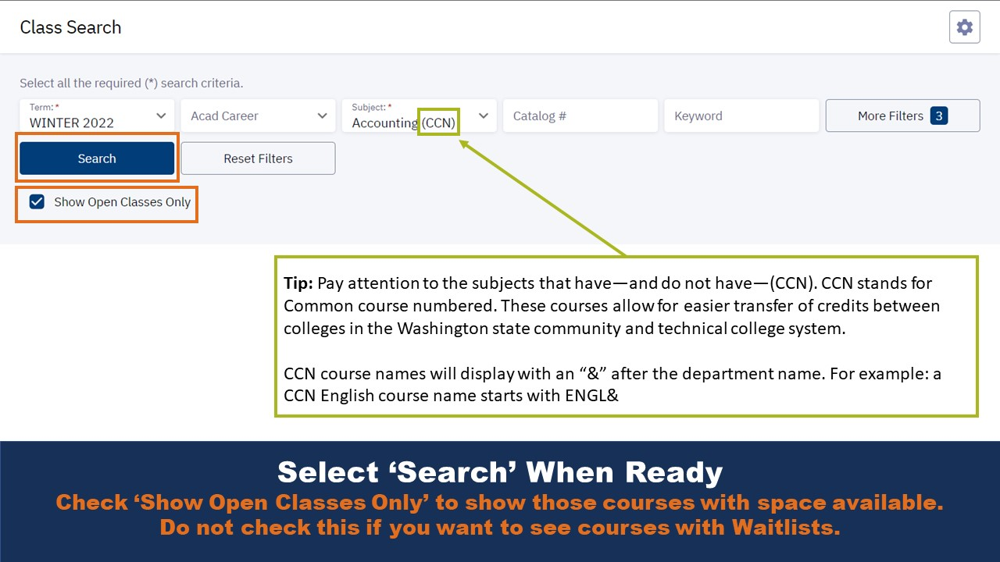 Class Search
Select all the required (*) search criteria.
Term: *
WINTER 2022
Acad Career
Subject: *
Accounting (CCN)
Catalog #
Keyword
More Filters 3
Search
Reset Filters
Show Open Classes Only
Tip: Pay attention to the subjects that have—and do not have—(CCN). CCN stands for
Common course numbered. These courses allow for easier transfer of credits between
colleges in the Washington state community and technical college system.
CCN course names will display with an “&” after the department name. For example: a
CCN English course name starts with ENGL&
Select ‘Search’ When Ready
Check ‘Show Open Classes Only’ to show those courses with space available.
Do not check this if you want to see courses with Waitlists.